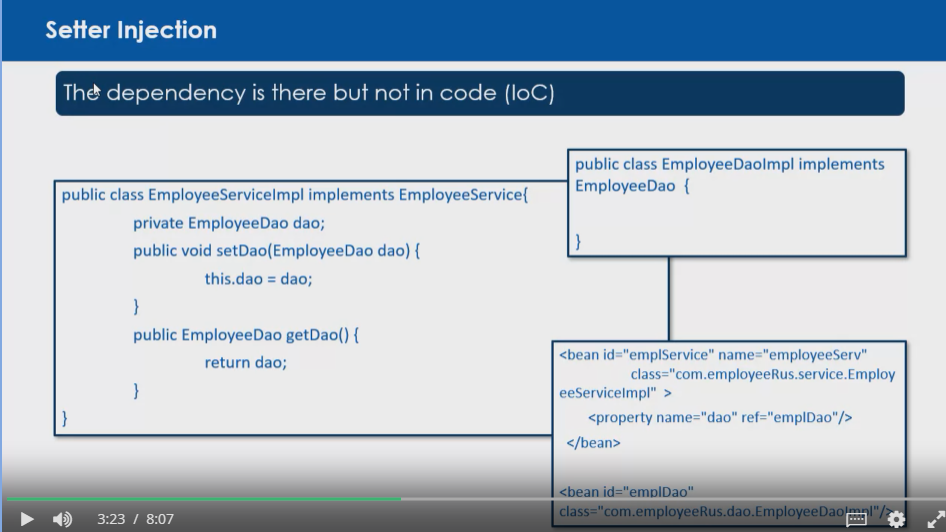 Setter Injection
The dependency is there but not in code (IoC)
public class EmployeeServiceImpl implements EmployeeService{
private EmployeeDao dao;
public void setDao(EmployeeDao dao) {
this.dao = dao;
}
public EmployeeDao getDao() {
return dao;
}
}
public class EmployeeDaoImpl implements
EmployeeDao {
}
<bean id="emplService" name="employeeServ"
class="com.employeeRus.service.Employ
eeServiceImpl" >
<property name="dao" ref="emplDao"/>
</bean>
<bean id="emplDao"
class="com.employeeRus.dao.EmployeeDaoImpl"/>
3:23 / 8:07